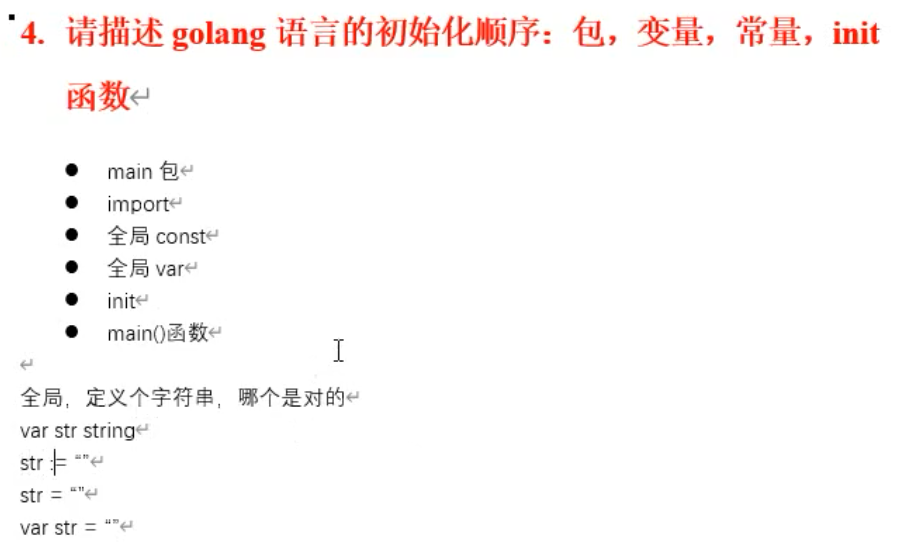 4. 请描述 golang 语言的初始化顺序：包，变量，常量，init
函数
main 包
import
全局 const
全局 var
init
main()函数
全局，定义个字符串，哪个是对的
var str string
str := “”
str = “”
var str = “”